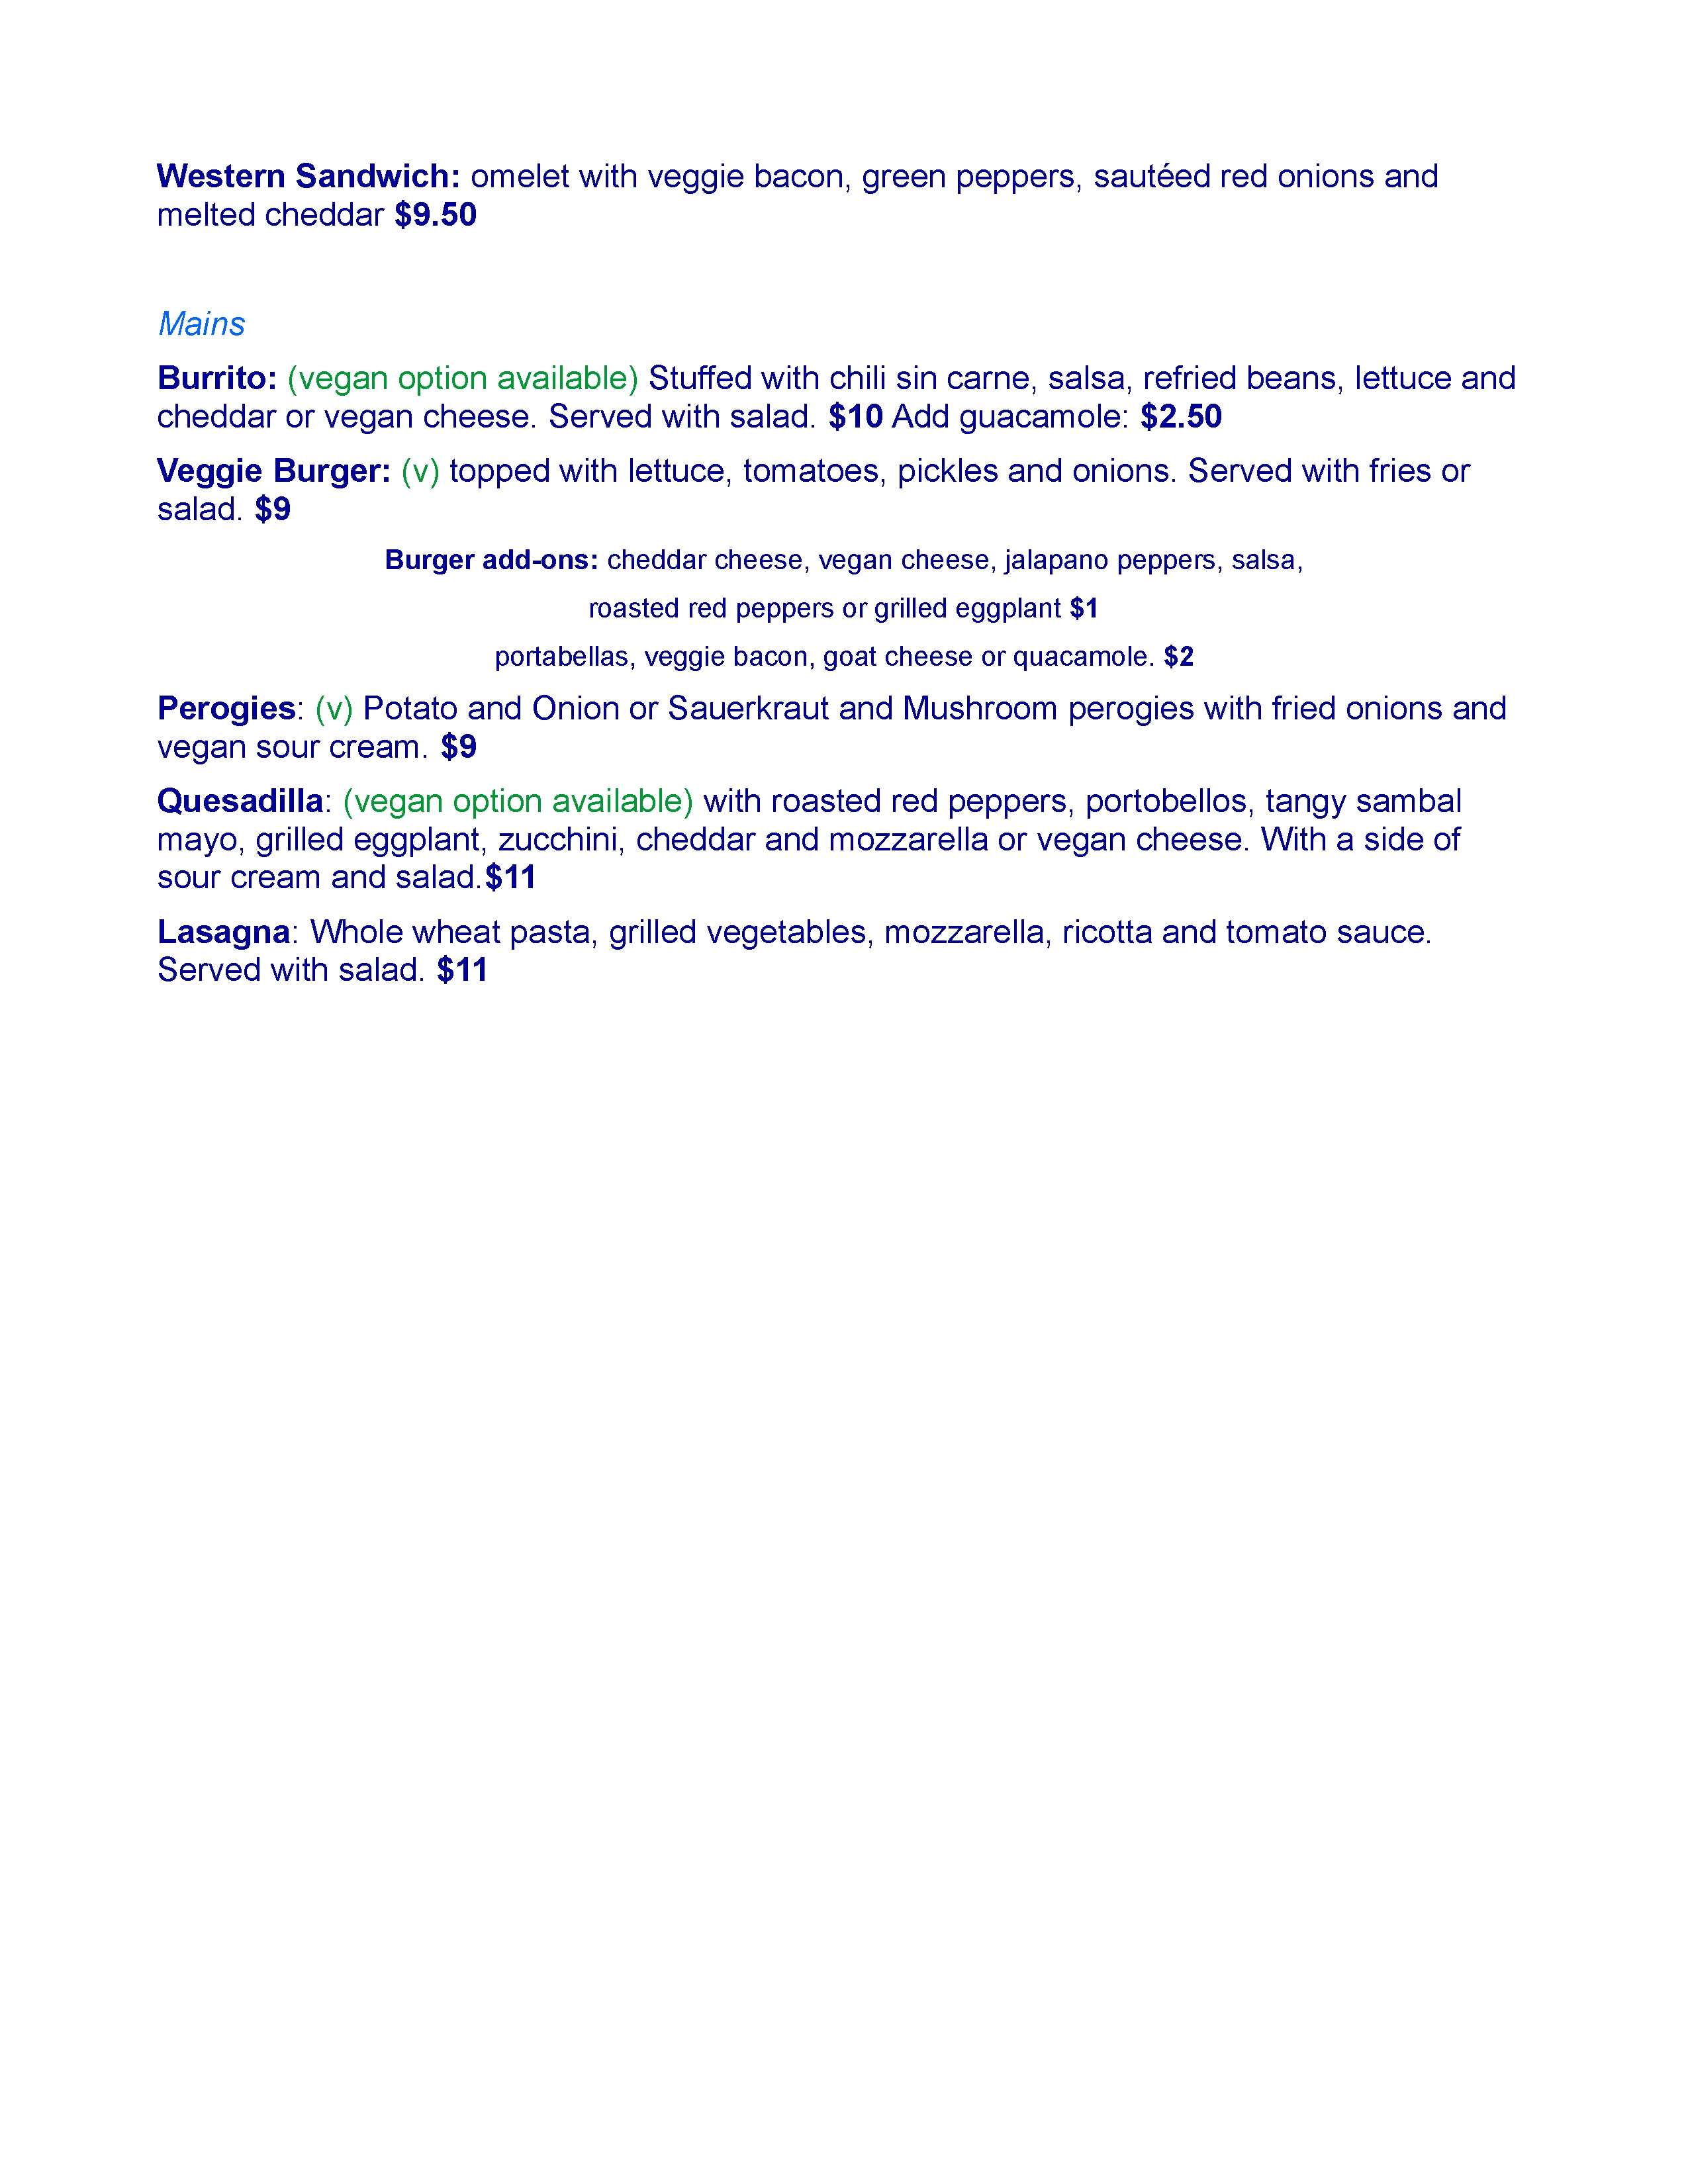 Western Sandwich: omelet with veggie bacon, green peppers, sautéed red onions and
melted cheddar $9.50
Mains
Burrito: (vegan option available) Stuffed with chili sin carne, salsa, refried beans, lettuce and
cheddar or vegan cheese. Served with salad. $10 Add guacamole: $2.50
Veggie Burger: (v) topped with lettuce, tomatoes, pickles and onions. Served with fries or
salad. $9
Burger add-ons: cheddar cheese, vegan cheese, jalapano peppers, salsa,
roasted red peppers or grilled eggplant $1
portabellas, veggie bacon, goat cheese or quacamole. $2
Perogies: (v) Potato and Onion or Sauerkraut and Mushroom perogies with fried onions and
vegan sour cream. $9
Quesadilla: (vegan option available) with roasted red peppers, portobellos, tangy sambal
mayo, grilled eggplant, zucchini, cheddar and mozzarella or vegan cheese. With a side of
sour cream and salad.$11
Lasagna: Whole wheat pasta, grilled vegetables, mozzarella, ricotta and tomato sauce.
Served with salad. $11